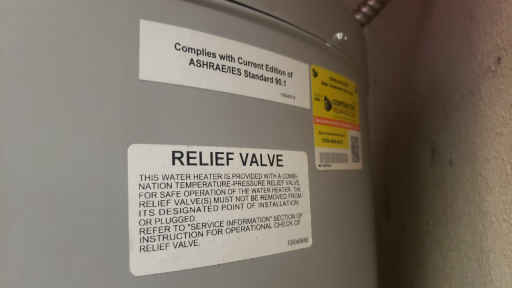 Complies with Current Edition of
ASHRAE/IES Standard 90.1
RELIEF VALVE
THIS WATER HEATER IS PROVIDED WITH A COMBI-
NATION TEMPERATURE-PRESSURE RELIEF VALVE
FOR SAFE OPERATION OF THE WATER HEATER. THE
RELIEF VALVE(S) MUST NOT BE REMOVED FROM
ITS DESIGNATED POINT OF INSTALLATION
OR PLUGGED.
REFER TO "SERVICE INFORMATION" SECTION OF
INSTRUCTION FOR OPERATIONAL CHECK OF
RELIEF VALVE.